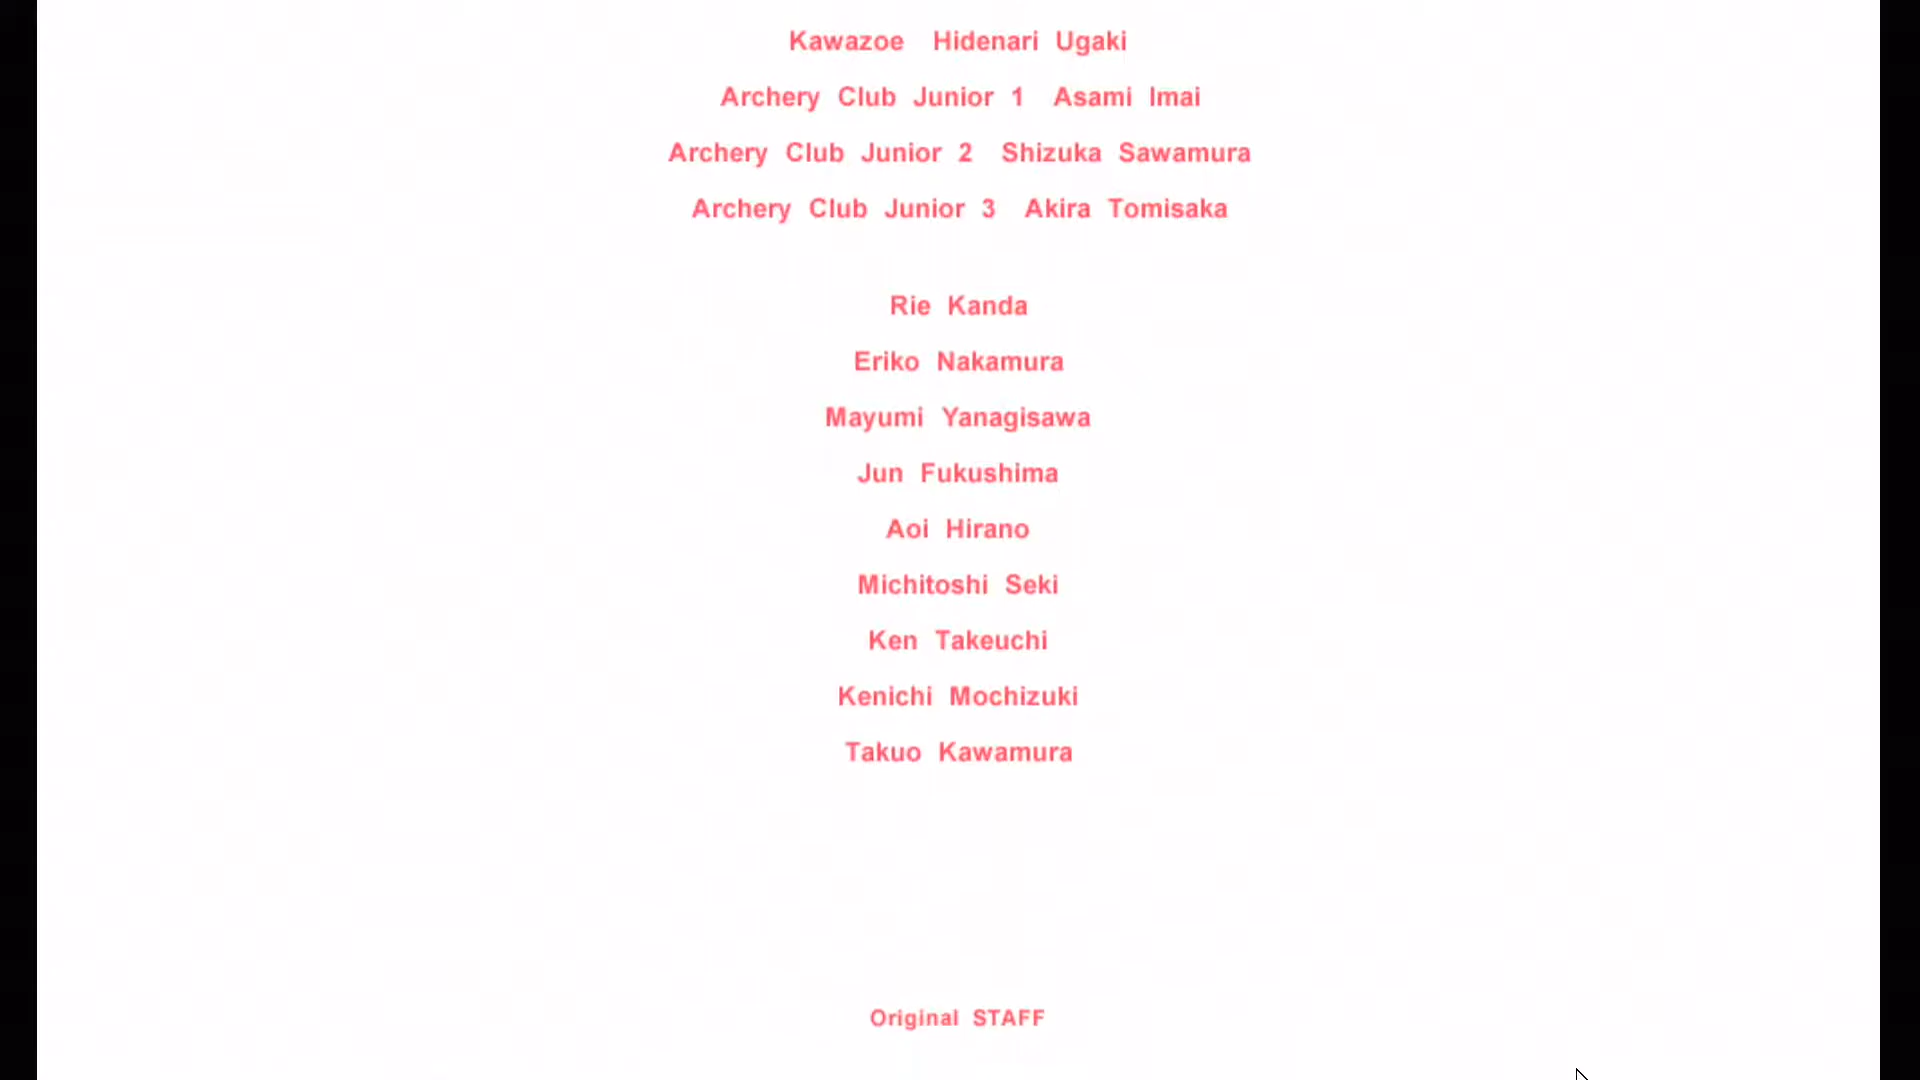 Kawazoe Hidenari Ugaki
Archery Club Junior 1 Asami Imai
Archery Club Junior 2 Shizuka Sawamura
Archery Club Junior 3 Akira Tomisaka
Rie Kanda
Eriko Nakamura
Mayumi Yanagisawa
Jun Fukushima
Aoi Hirano
Michitoshi Seki
Ken Takeuchi
Kenichi Mochizuki
Takuo Kawamura
Original STAFF